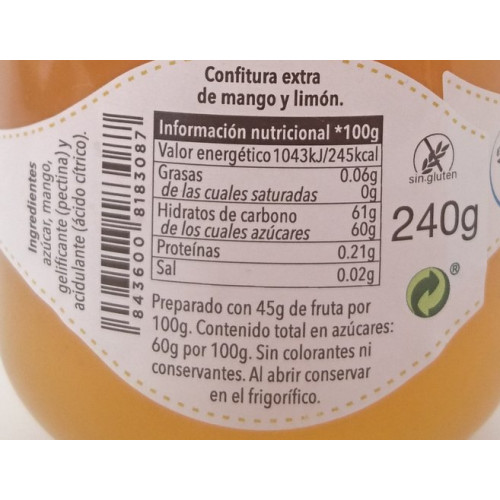 Confitura extra
de mango y limón.
Información nutricional *100g
Valor energético 1043kJ/245kcal
Grasas 0.06g
de las cuales saturadas 0g
Hidratos de carbono 61g
de los cuales azúcares 60g
Proteínas 0.21g
Sal 0.02g
Preparado con 45g de fruta por
100g. Contenido total en azúcares:
60g por 100g. Sin colorantes ni
conservantes. Al abrir conservar
en el frigorífico.
Ingredientes
azúcar, mango,
gelificante (pectina) y
acidulante (ácido cítrico).
8 43600 8183087
sin gluten
240g
®